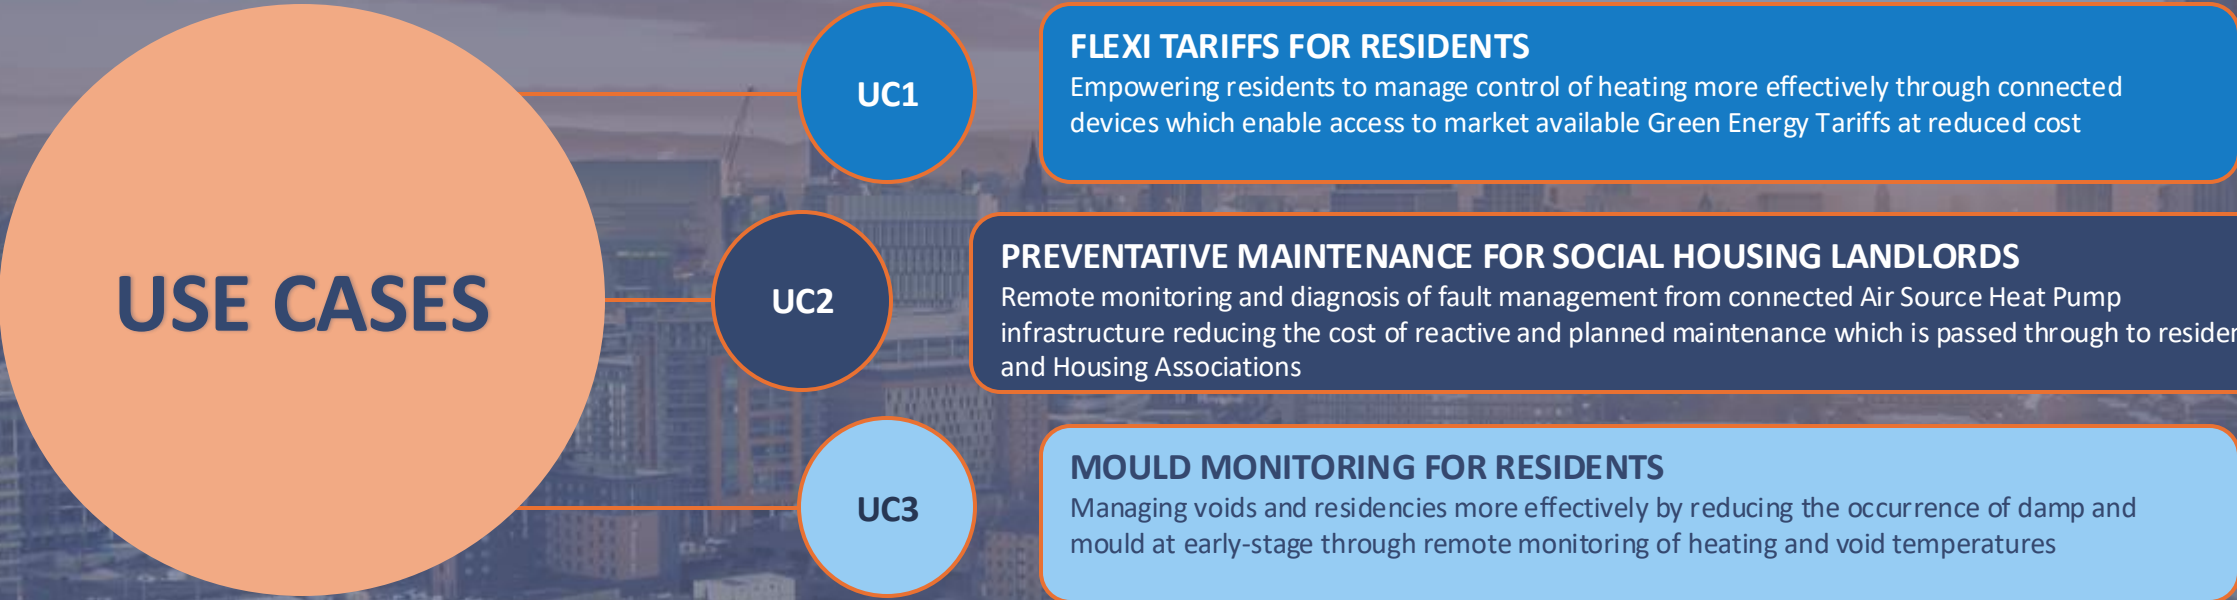 USE CASES
UC1
FLEXI TARIFFS FOR RESIDENTS
Empowering residents to manage control of heating more effectively through connected
devices which enable access to market available Green Energy Tariffs at reduced cost
UC2
PREVENTATIVE MAINTENANCE FOR SOCIAL HOUSING LANDLORDS
Remote monitoring and diagnosis of fault management from connected Air Source Heat Pump
infrastructure reducing the cost of reactive and planned maintenance which is passed through to
and Housing Associations
UC3
MOULD MONITORING FOR RESIDENTS
Managing voids and residencies more effectively by reducing the occurrence of damp and
mould at early-stage through remote monitoring of heating and void temperatures